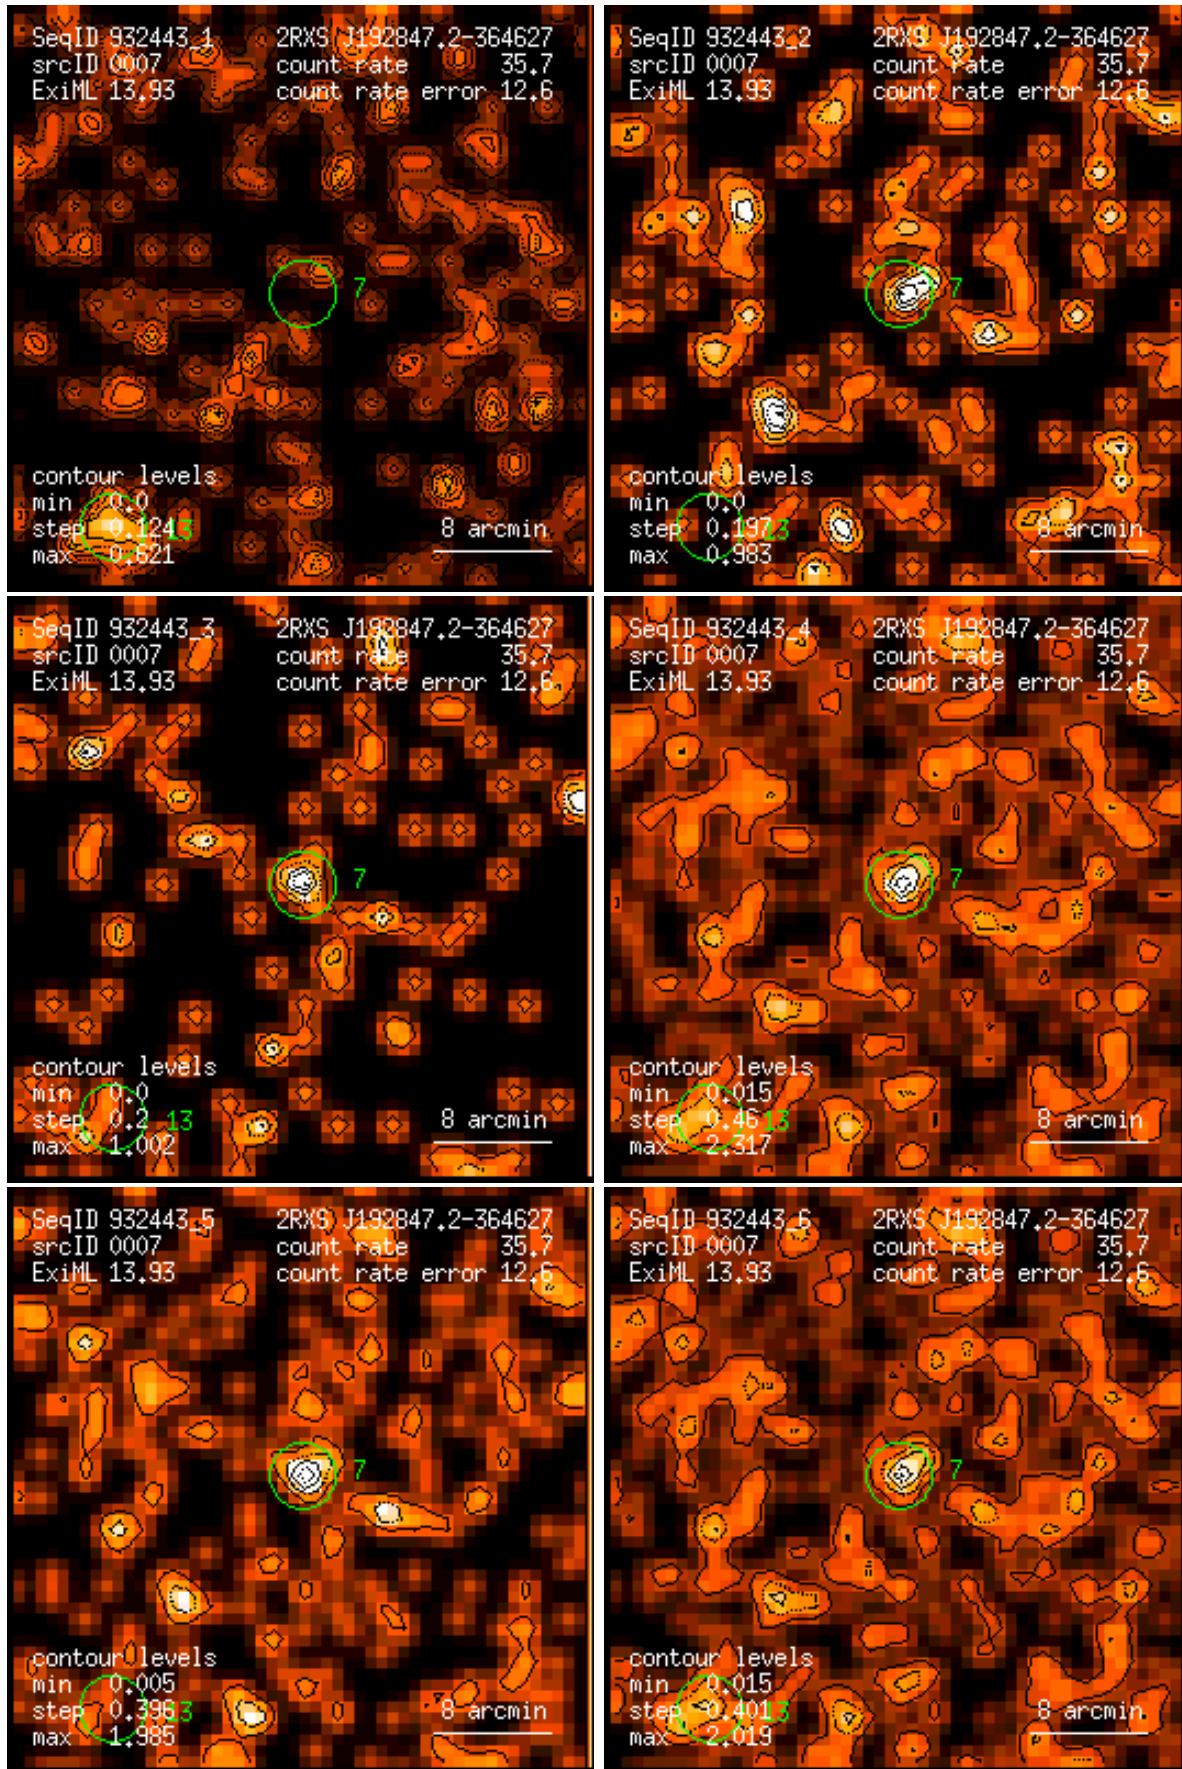 SeqID 932443_1 2RXS J192847.2-364627
srcID 0007 count rate 35.7
ExiML 13.93 count rate error 12.6
7
contour levels
min 0.0
step 0.124 13 8 arcmin
max 0.621
SeqID 932443_2 2RXS J192847.2-364627
srcID 0007 count rate 35.7
ExiML 13.93 count rate error 12.6
7
contour levels
min 0.0
step 0.197 13 8 arcmin
max 0.983
SeqID 932443_3 2RXS J192847.2-364627
srcID 0007 count rate 35.7
ExiML 13.93 count rate error 12.6
7
contour levels
min 0.0
step 0.2 13 8 arcmin
max 1.002
SeqID 932443_4 2RXS J192847.2-364627
srcID 0007 count rate 35.7
ExiML 13.93 count rate error 12.6
7
contour levels
min 0.015
step 0.46 13 8 arcmin
max 2.317
SeqID 932443_5 2RXS J192847.2-364627
srcID 0007 count rate 35.7
ExiML 13.93 count rate error 12.6
7
contour levels
min 0.005
step 0.396 13 8 arcmin
max 1.985
SeqID 932443_6 2RXS J192847.2-364627
srcID 0007 count rate 35.7
ExiML 13.93 count rate error 12.6
7
contour levels
min 0.015
step 0.401 13 8 arcmin
max 2.019